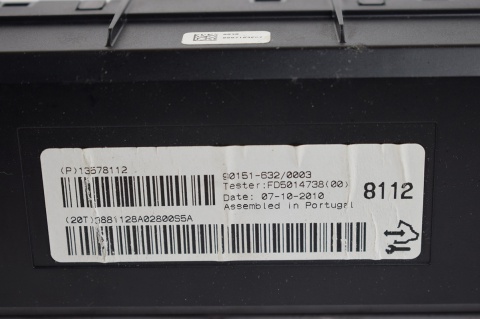 (P)13578112
90151-632/0003
Tester:FD5014738(00)
Date: 07-10-2010
Assembled in Portugal
8112
(20T)0881128A02800S5A